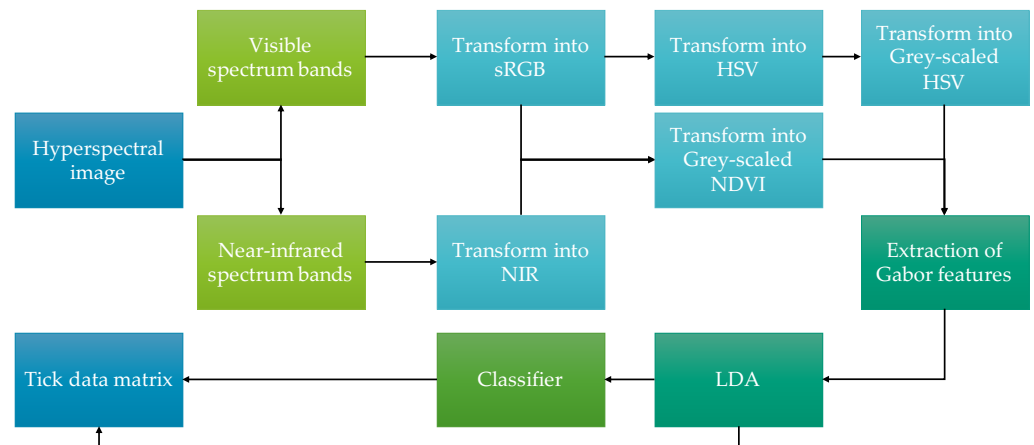 Visible
spectrum bands
Transform into
sRGB
Transform into
HSV
Transform into
Grey-scaled
HSV
Hyperspectral
image
Transform into
Grey-scaled
NDVI
Near-infrared
spectrum bands
Transform into
NIR
Extraction of
Gabor features
Tick data matrix
Classifier
LDA